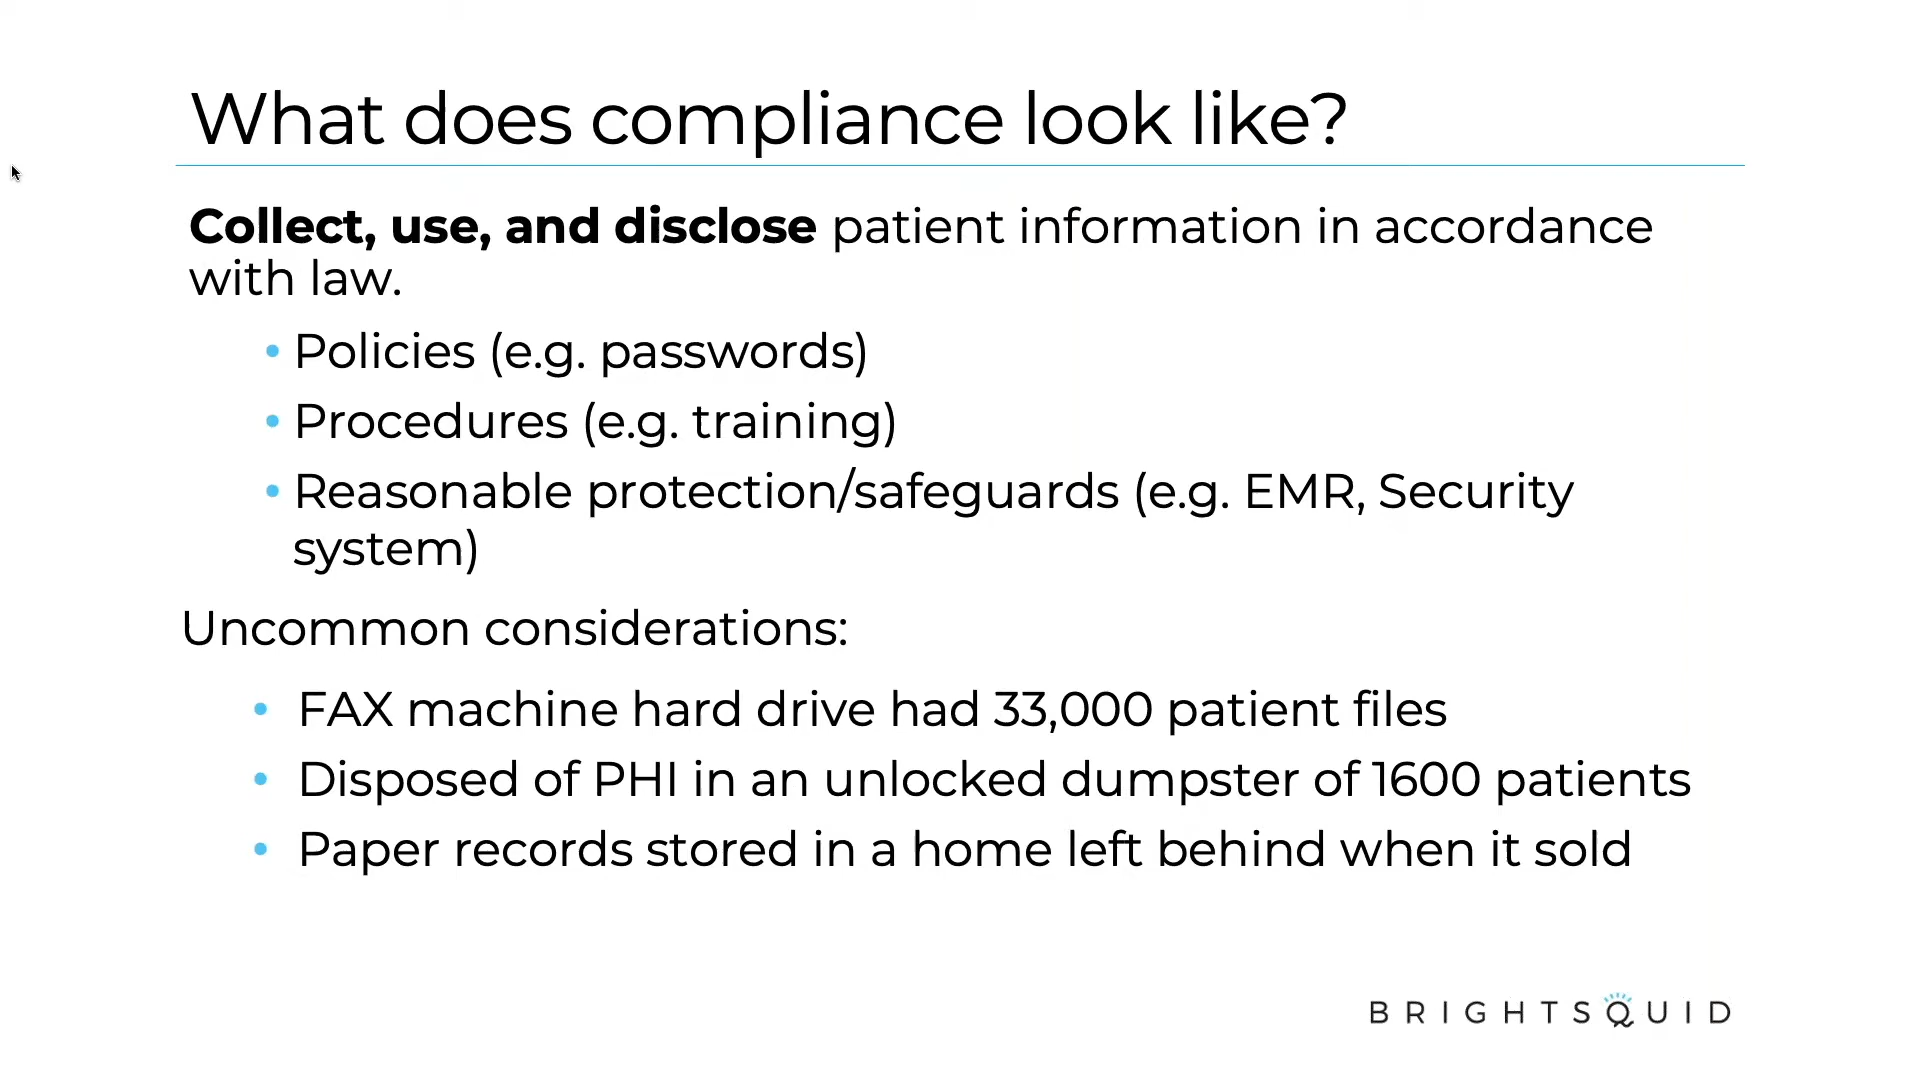 What does compliance look like?
Collect, use, and disclose patient information in accordance
with law.
• Policies (e.g. passwords)
• Procedures (e.g. training)
• Reasonable protection/safeguards (e.g. EMR, Security
system)
Uncommon considerations:
• FAX machine hard drive had 33,000 patient files
• Disposed of PHI in an unlocked dumpster of 1600 patients
• Paper records stored in a home left behind when it sold
BRIGHTSQUID